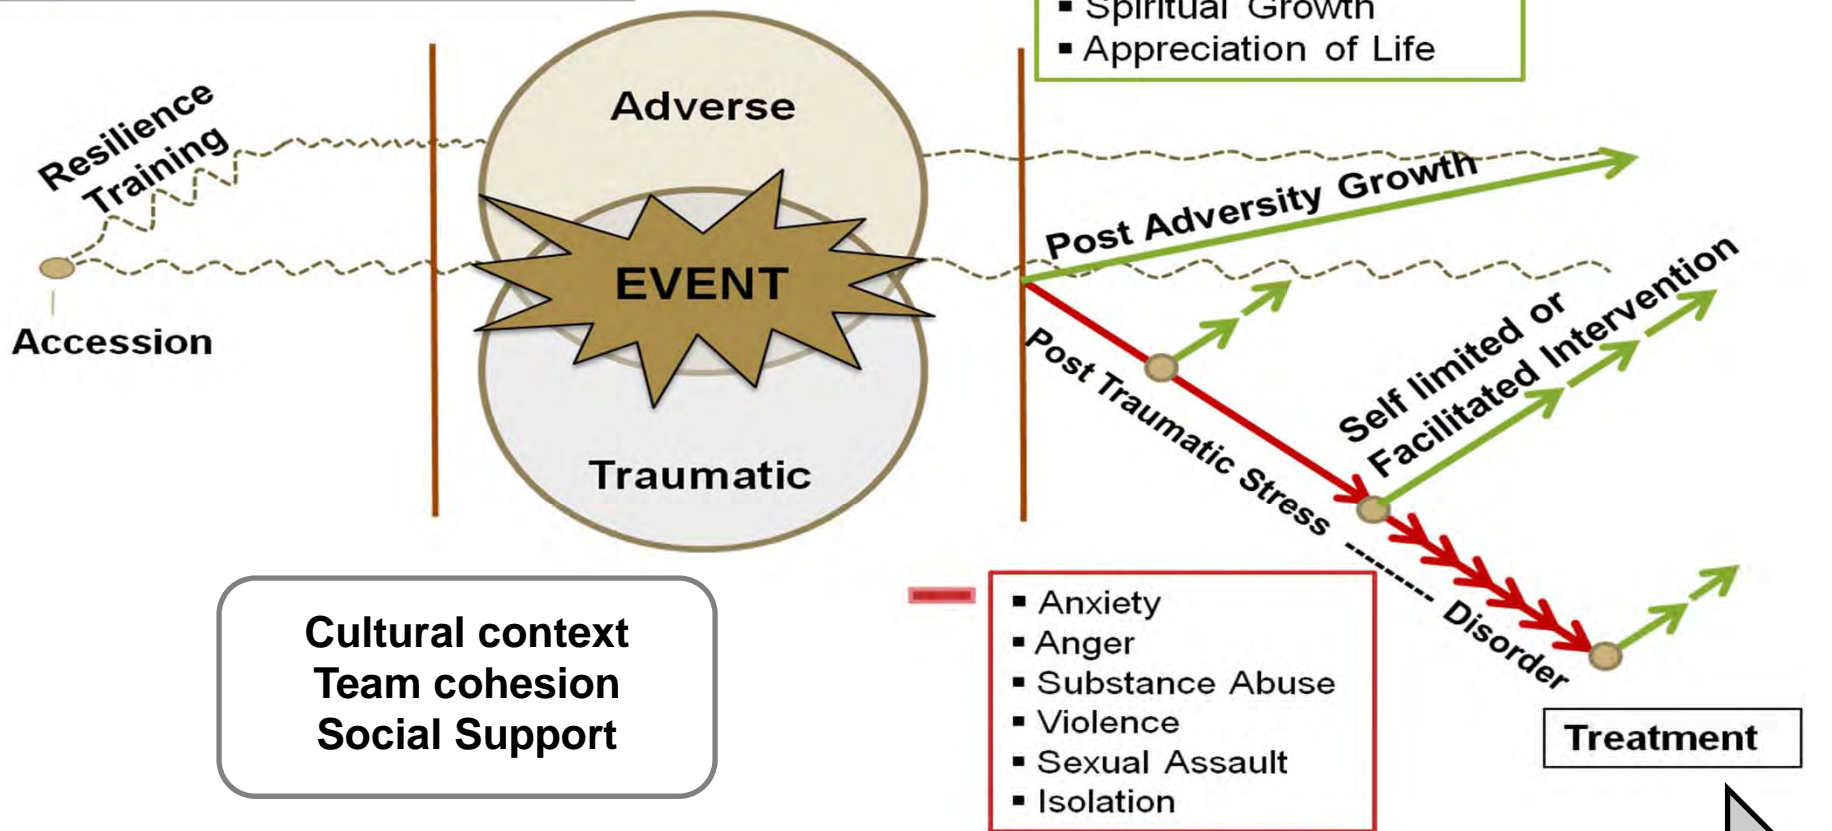 ▪ Spiritual Growth
▪ Appreciation of Life
Resilience
Training
Adverse
Post Adversity Growth
EVENT
Accession
Self limited or
Facilitated Intervention
Post Traumatic Stress ------- Disorder
Traumatic
Cultural context
Team cohesion
Social Support
▪ Anxiety
▪ Anger
▪ Substance Abuse
▪ Violence
▪ Sexual Assault
▪ Isolation
Treatment